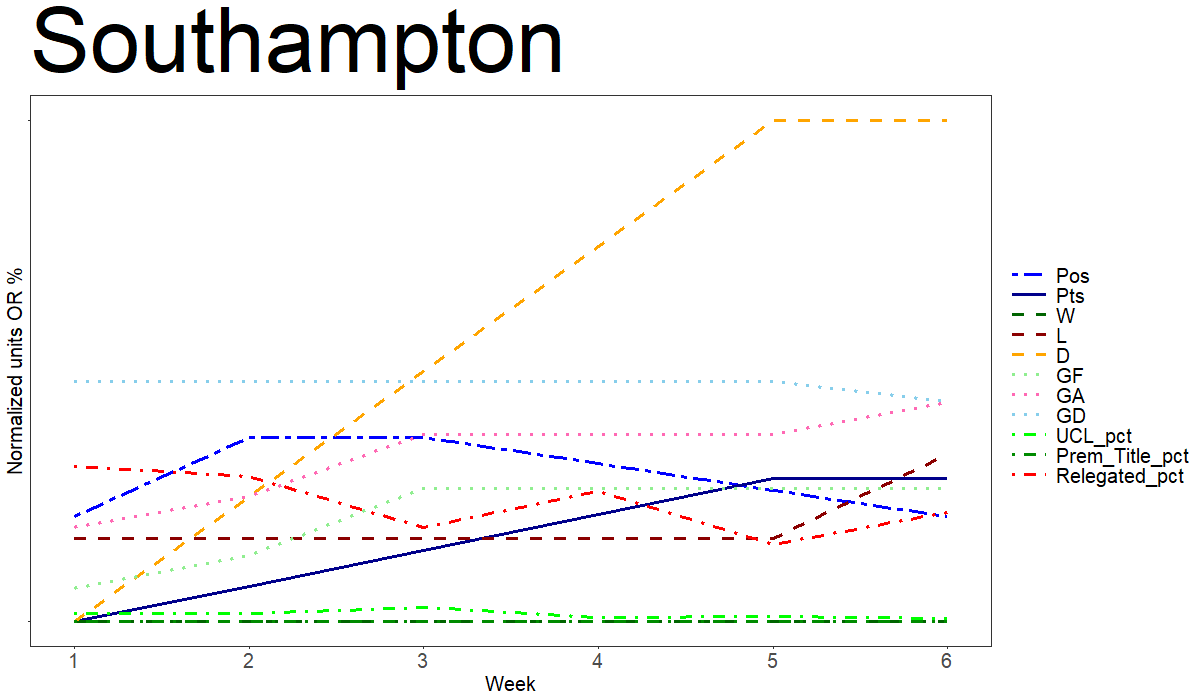 Southampton
Normalized units OR %
1 2 3 4 5 6
Week
Pos
Pts
W
L
D
GF
GA
GD
UCL_pct
Prem_Title_pct
Relegated_pct